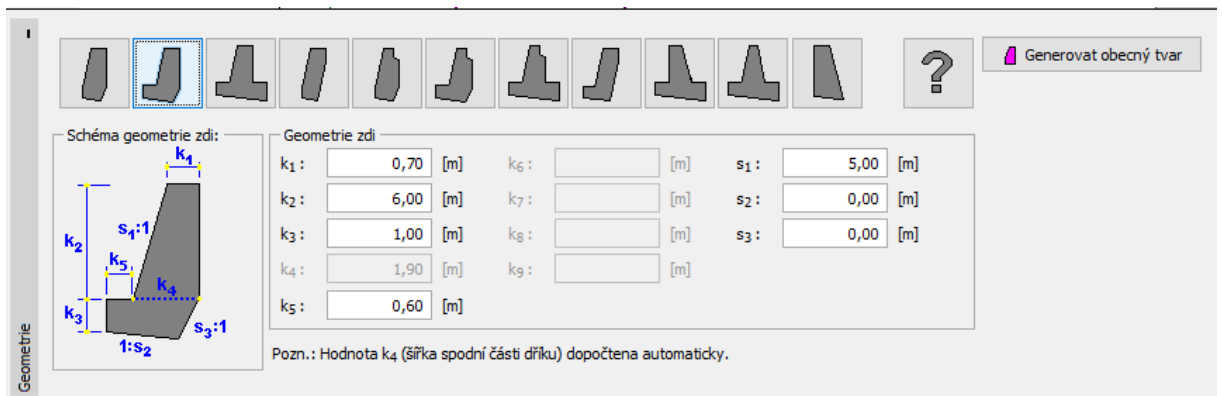 Generovat obecný tvar
Schéma geometrie zdi:
k₁
k₂
s₁:1
k₅
k₄
k₃
s₃:1
1:s₂
Geometrie zdi
k₁ : 0,70 [m] k₆ : [m] s₁ : 5,00 [m]
k₂ : 6,00 [m] k₇ : [m] s₂ : 0,00 [m]
k₃ : 1,00 [m] k₈ : [m] s₃ : 0,00 [m]
k₄ : 1,90 [m] k₉ : [m]
k₅ : 0,60 [m]
Pozn.: Hodnota k₄ (šířka spodní části dříku) dopočtena automaticky.
Geometrie